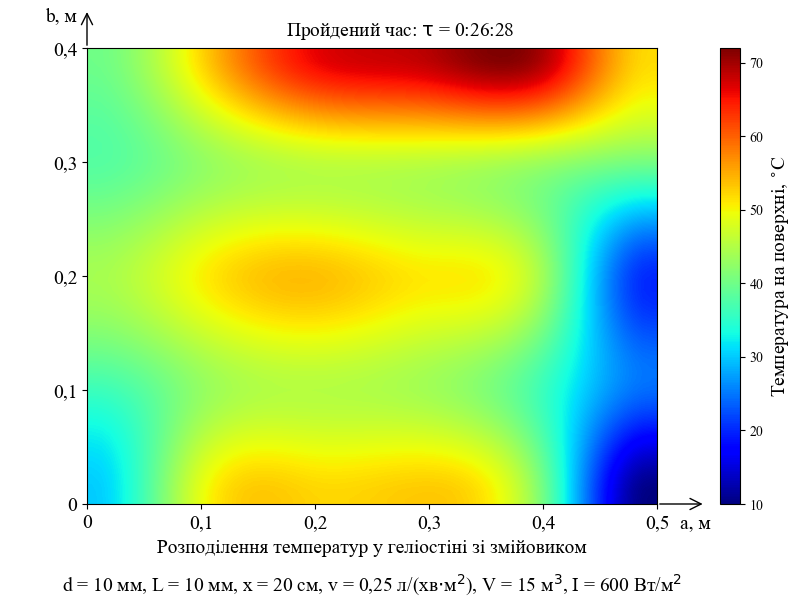 b, м
Пройдений час: τ = 0:26:28
0,4
0,3
0,2
0,1
0
0 0,1 0,2 0,3 0,4 0,5 a, м
70
60
50
40
30
20
10
Температура на поверхні, °C
Розподілення температур у геліостіні зі змійовиком
d = 10 мм, L = 10 мм, x = 20 см, v = 0,25 л/(хв·м²), V = 15 м³, I = 600 Вт/м²